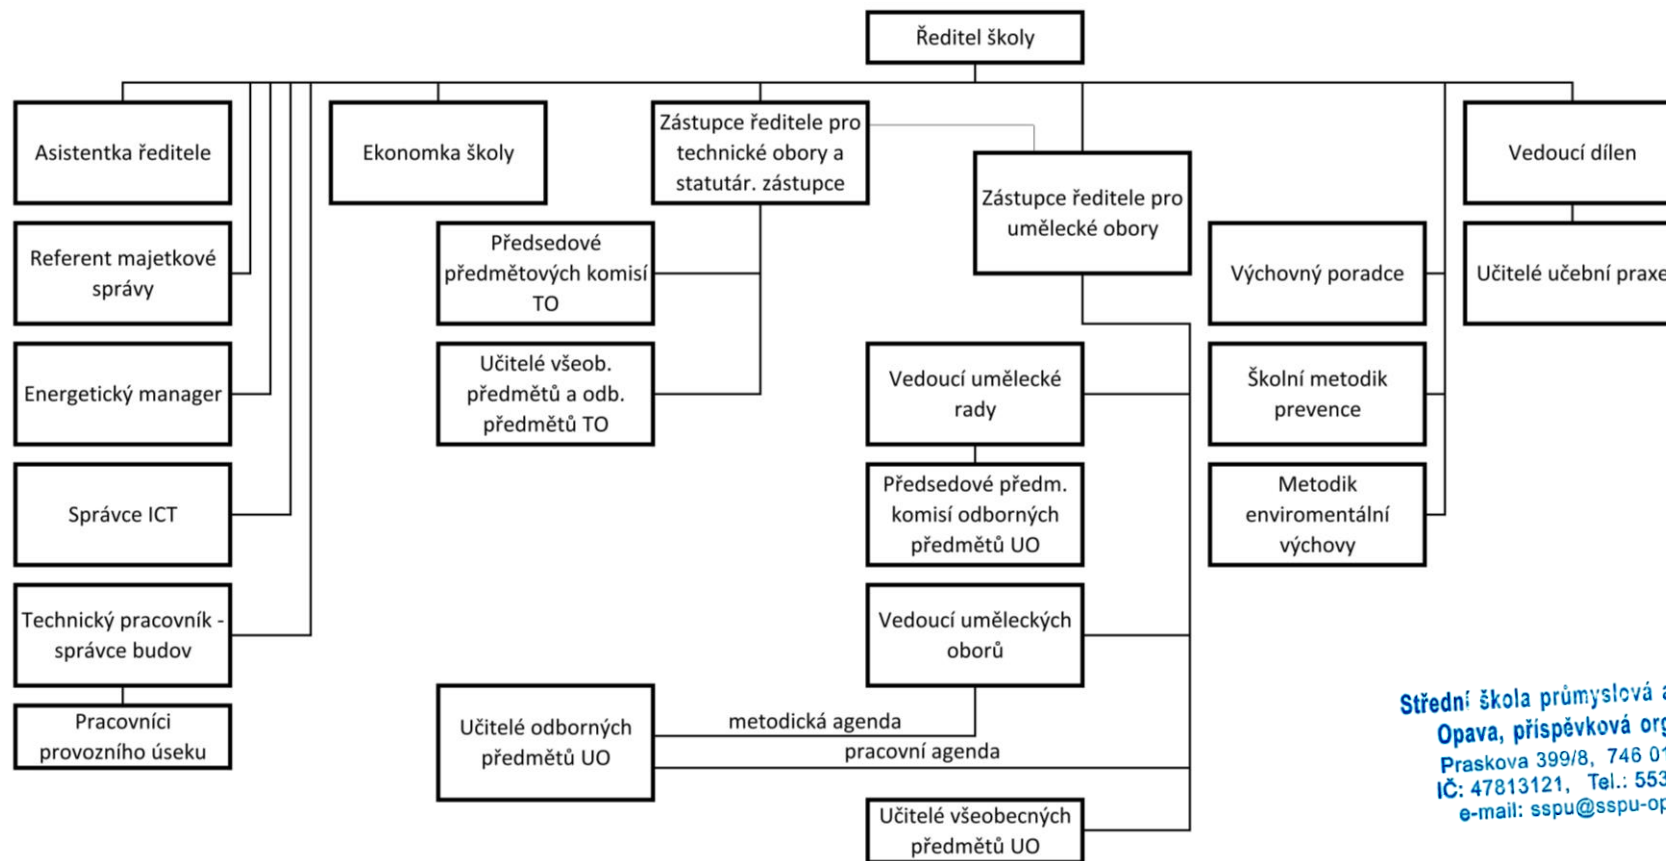 Ředitel školy
Asistentka ředitele
Ekonomka školy
Zástupce ředitele pro
technické obory a
statutár. zástupce
Zástupce ředitele pro
umělecké obory
Vedoucí dílen
Referent majetkové
správy
Předsedové
předmětových komisí
TO
Výchovný poradce
Učitelé učební praxe
Energetický manager
Učitelé všeob.
předmětů a odb.
předmětů TO
Vedoucí umělecké
rady
Školní metodik
prevence
Správce ICT
Předsedové předm.
komisí odborných
předmětů UO
Metodik
enviromentální
výchovy
Technický pracovník -
správce budov
Vedoucí uměleckých
oborů
Pracovníci
provozního úseku
Učitelé odborných
předmětů UO
metodická agenda
pracovní agenda
Učitelé všeobecných
předmětů UO
Střední škola průmyslová a
Opava, příspěvková org
Praskova 399/8, 746 01
IČ: 47813121, Tel.: 553
e-mail: sspu@sspu-op